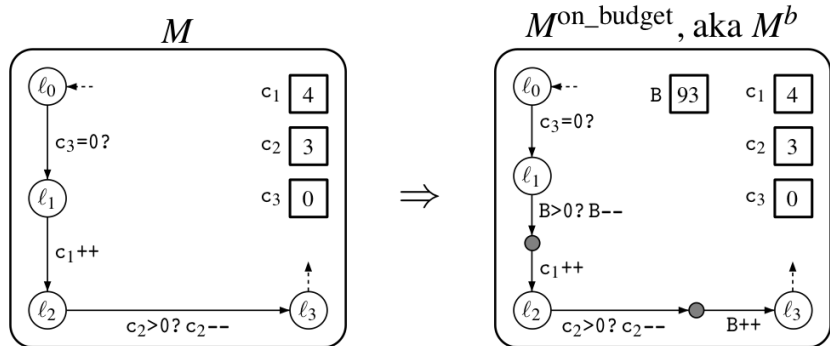 M
M^on_budget, aka M^b
ℓ0
c1 4
c3=0?
c2 3
ℓ1
c3 0
c1++
ℓ2
c2>0? c2--
ℓ3
⇒
ℓ0
B 93
c1 4
c3=0?
c2 3
ℓ1
B>0? B--
c3 0
c1++
ℓ2
c2>0? c2--
B++
ℓ3